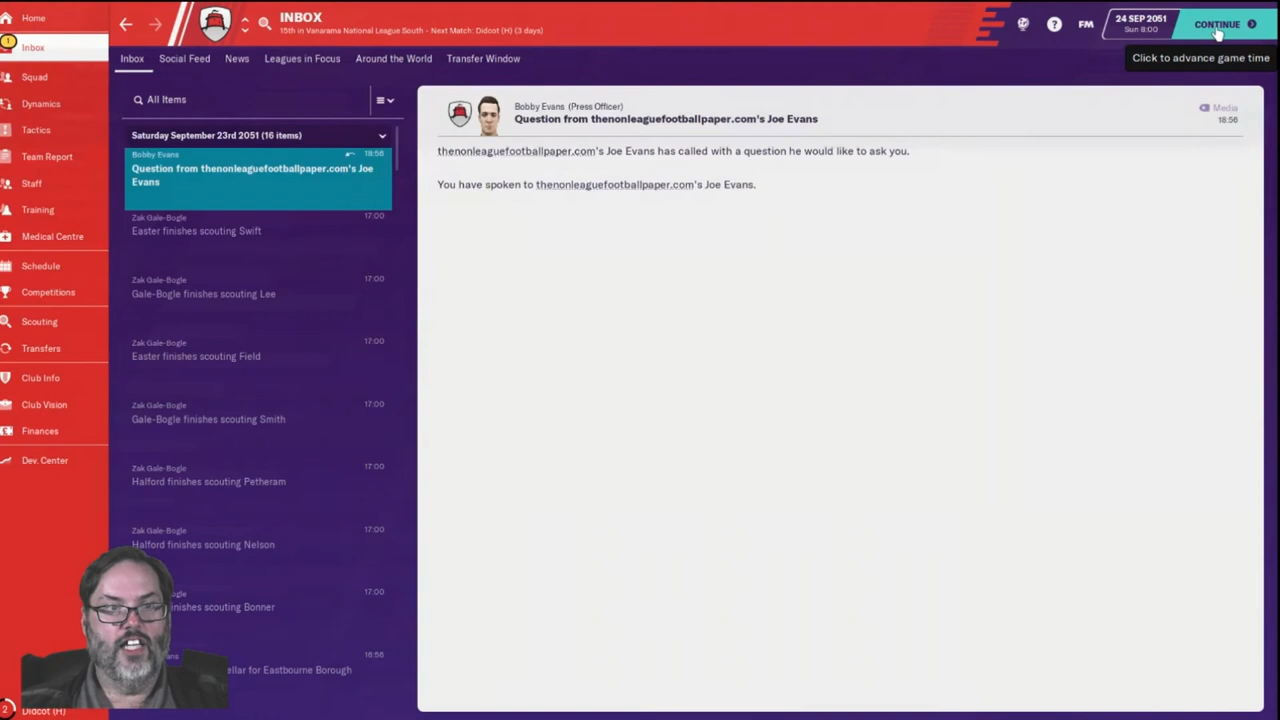 Home
1
Inbox
Squad
Dynamics
Tactics
Team Report
Staff
Training
Medical Centre
Schedule
Competitions
Scouting
Transfers
Club Info
Club Vision
Finances
Dev. Center
2
Didcot (H)
INBOX
15th in Vanarama National League South - Next Match: Didcot (H) (3 days)
?
FM
24 SEP 2051
Sun 8:00
CONTINUE
Click to advance game time
Inbox
Social Feed
News
Leagues in Focus
Around the World
Transfer Window
All Items
Saturday September 23rd 2051 (16 items)
Bobby Evans
18:56
Question from thenonleaguefootballpaper.com's Joe
Evans
Zak Gale-Bogle
17:00
Easter finishes scouting Swift
Zak Gale-Bogle
17:00
Gale-Bogle finishes scouting Lee
Zak Gale-Bogle
17:00
Easter finishes scouting Field
Zak Gale-Bogle
17:00
Gale-Bogle finishes scouting Smith
Zak Gale-Bogle
17:00
Halford finishes scouting Petheram
Zak Gale-Bogle
17:00
Halford finishes scouting Nelson
17:00
finishes scouting Bonner
16:56
for Eastbourne Borough
Bobby Evans (Press Officer)
Question from thenonleaguefootballpaper.com's Joe Evans
Media
18:56
thenonleaguefootballpaper.com's Joe Evans has called with a question he would like to ask you.
You have spoken to thenonleaguefootballpaper.com's Joe Evans.